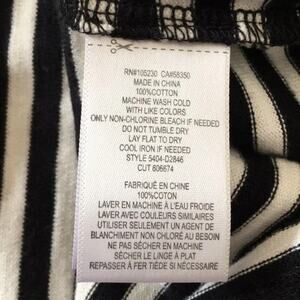 RN#105230 CA#58350
MADE IN CHINA
100%COTTON
MACHINE WASH COLD
WITH LIKE COLORS
ONLY NON-CHLORINE BLEACH IF NEEDED
DO NOT TUMBLE DRY
LAY FLAT TO DRY
COOL IRON IF NEEDED
STYLE 5404-D2846
CUT 606674
FABRIQUÉ EN CHINE
100%COTON
LAVER EN MACHINE À L'EAU FROIDE
LAVER AVEC COULEURS SIMILAIRES
UTILISER SEULEMENT UN AGENT DE
BLANCHIMENT NON CHLORÉ AU BESOIN
NE PAS SÉCHER EN MACHINE
SÉCHER LE LINGE À PLAT
REPASSER À FER TIÈDE SI NÉCESSAIRE